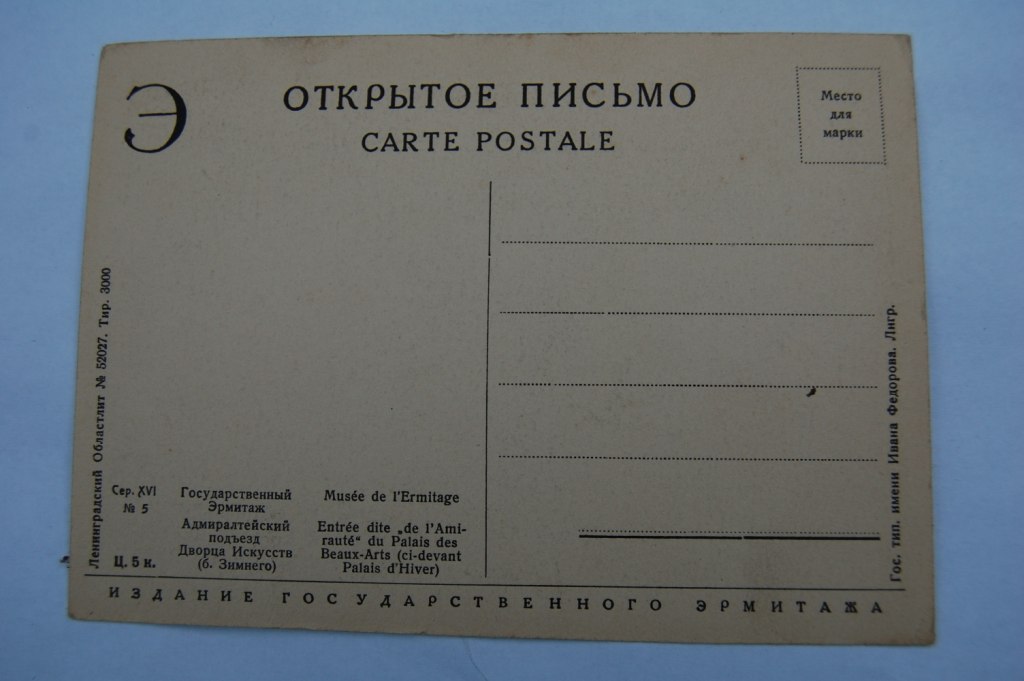 Э
ОТКРЫТОЕ ПИСЬМО
CARTE POSTALE
Место
для
марки
Ленинградский Областлит № 52027. Тир. 3000
Сер. XVI
№ 5
Ц. 5 к.
Государственный
Эрмитаж
Адмиралтейский
подъезд
Дворца Искусств
(б. Зимнего)
Musée de l'Ermitage
Entrée dite „de l'Ami-
rauté“ du Palais des
Beaux-Arts (ci-devant
Palais d'Hiver)
Гос. тип. имени Ивана Федорова. Лнгр.
ИЗДАНИЕ ГОСУДАРСТВЕННОГО ЭРМИТАЖА